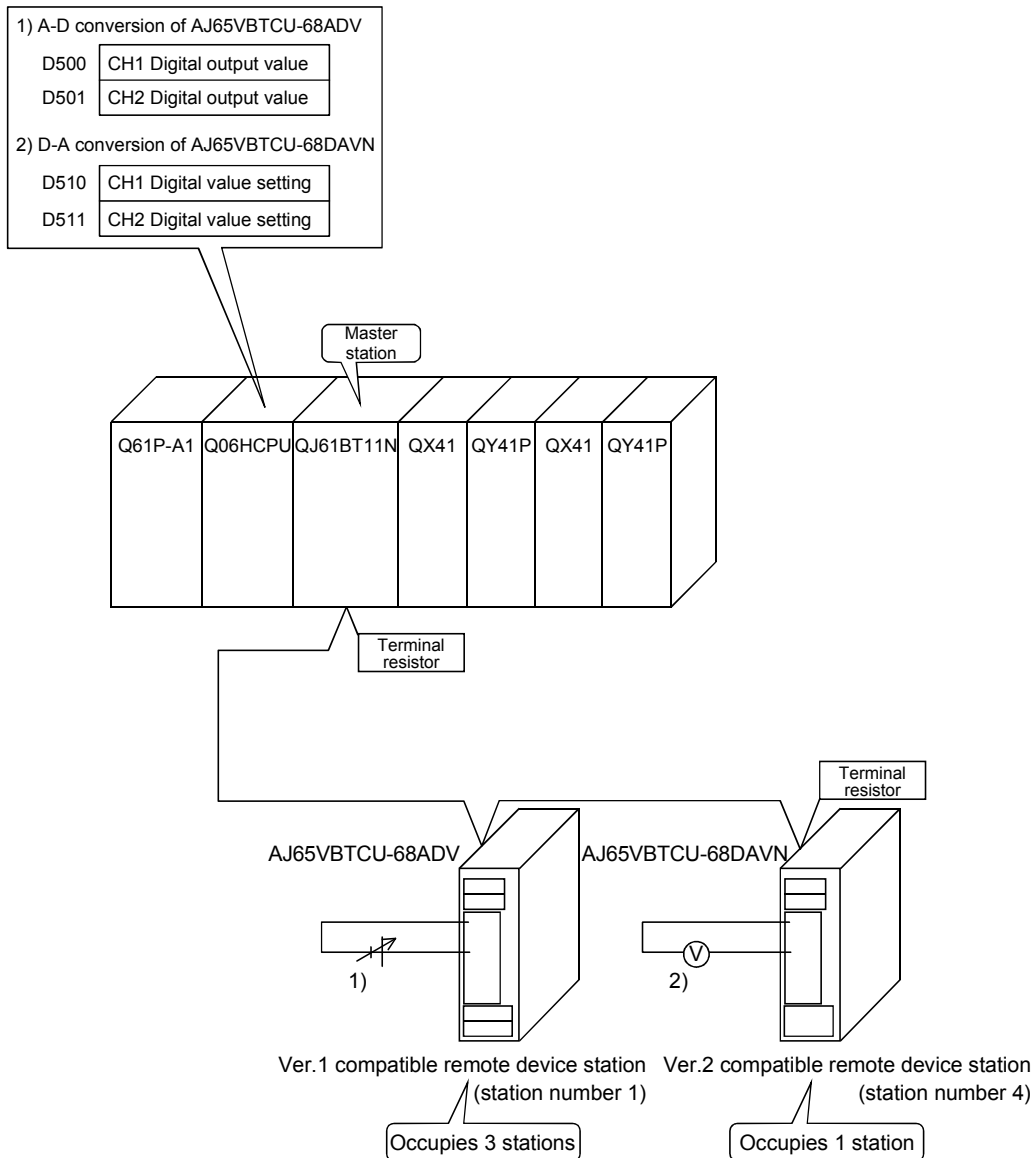 1) A-D conversion of AJ65VBTCU-68ADV
D500 CH1 Digital output value
D501 CH2 Digital output value
2) D-A conversion of AJ65VBTCU-68DAVN
D510 CH1 Digital value setting
D511 CH2 Digital value setting
Master
station
Q61P-A1 Q06HCPU QJ61BT11N QX41 QY41P QX41 QY41P
Terminal
resistor
Terminal
resistor
AJ65VBTCU-68ADV AJ65VBTCU-68DAVN
V
1) 2)
Ver.1 compatible remote device station Ver.2 compatible remote device station
(station number 1) (station number 4)
Occupies 3 stations Occupies 1 station